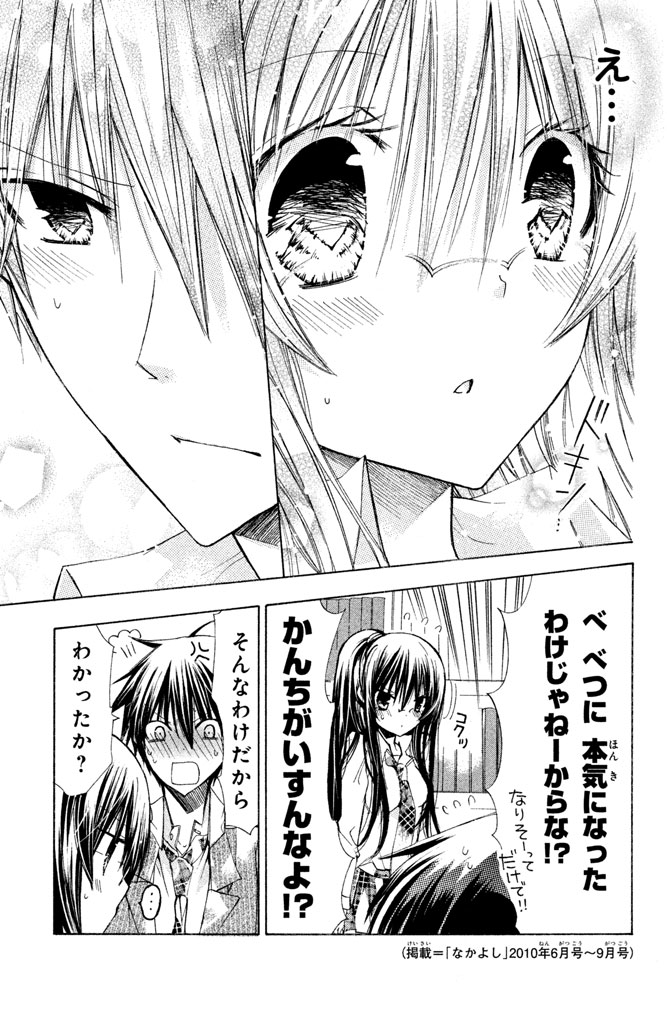 え…
ドキン…
べ べつに 本気になった
わけじゃねーからな!?
なりそーって
だけで!!
コクッ
かんちがいすんなよ!?
そんなわけだから
わかったか?
…
(掲載=「なかよし」2010年6月号〜9月号)